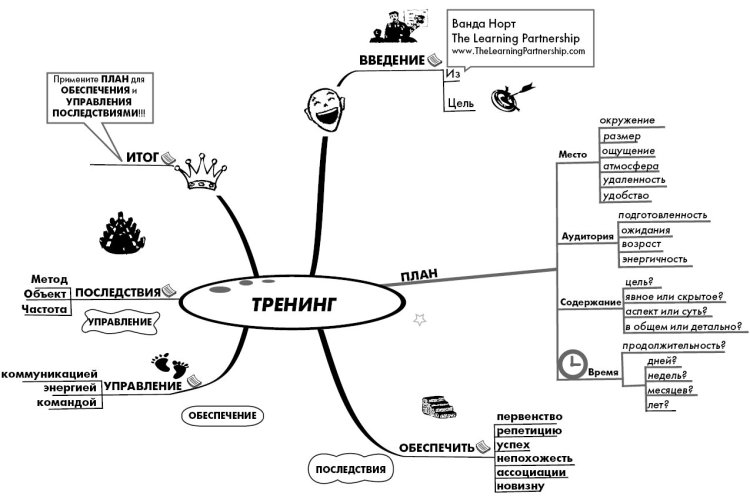 Ванда Норт
The Learning Partnership
www.TheLearningPartnership.com
ВВЕДЕНИЕ
Из
Цель
Примените ПЛАН для
ОБЕСПЕЧЕНИЯ и
УПРАВЛЕНИЯ
ПОСЛЕДСТВИЯМИ!!!
ИТОГ
ТРЕНИНГ
ПЛАН
Место
окружение
размер
ощущение
атмосфера
удаленность
удобство
Аудитория
подготовленность
ожидания
возраст
энергичность
Содержание
цель?
явное или скрытое?
аспект или суть?
в общем или детально?
Время
продолжительность?
дней?
недель?
месяцев?
лет?
Метод
Объект
Частота
ПОСЛЕДСТВИЯ
УПРАВЛЕНИЕ
коммуникацией
энергией
командой
УПРАВЛЕНИЕ
ОБЕСПЕЧЕНИЕ
ОБЕСПЕЧИТЬ
первенство
репетицию
успех
непохожесть
ассоциации
новизну
ПОСЛЕДСТВИЯ